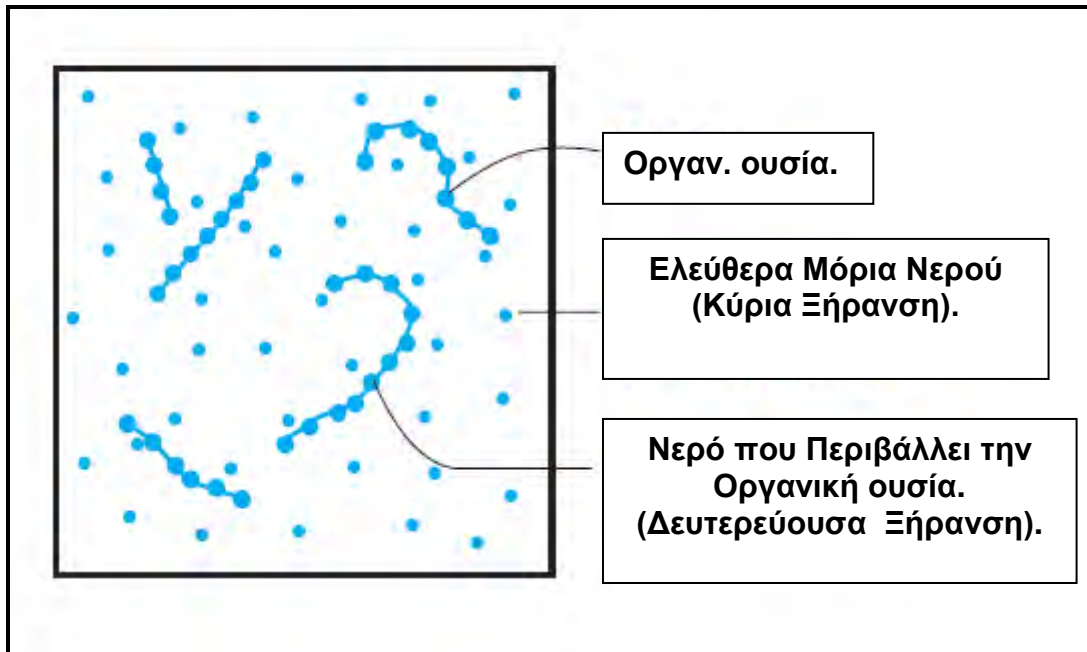 Οργαν. ουσία.
Ελεύθερα Μόρια Νερού
(Κύρια Ξήρανση).
Νερό που Περιβάλλει την
Οργανική ουσία.
(Δευτερεύουσα Ξήρανση).